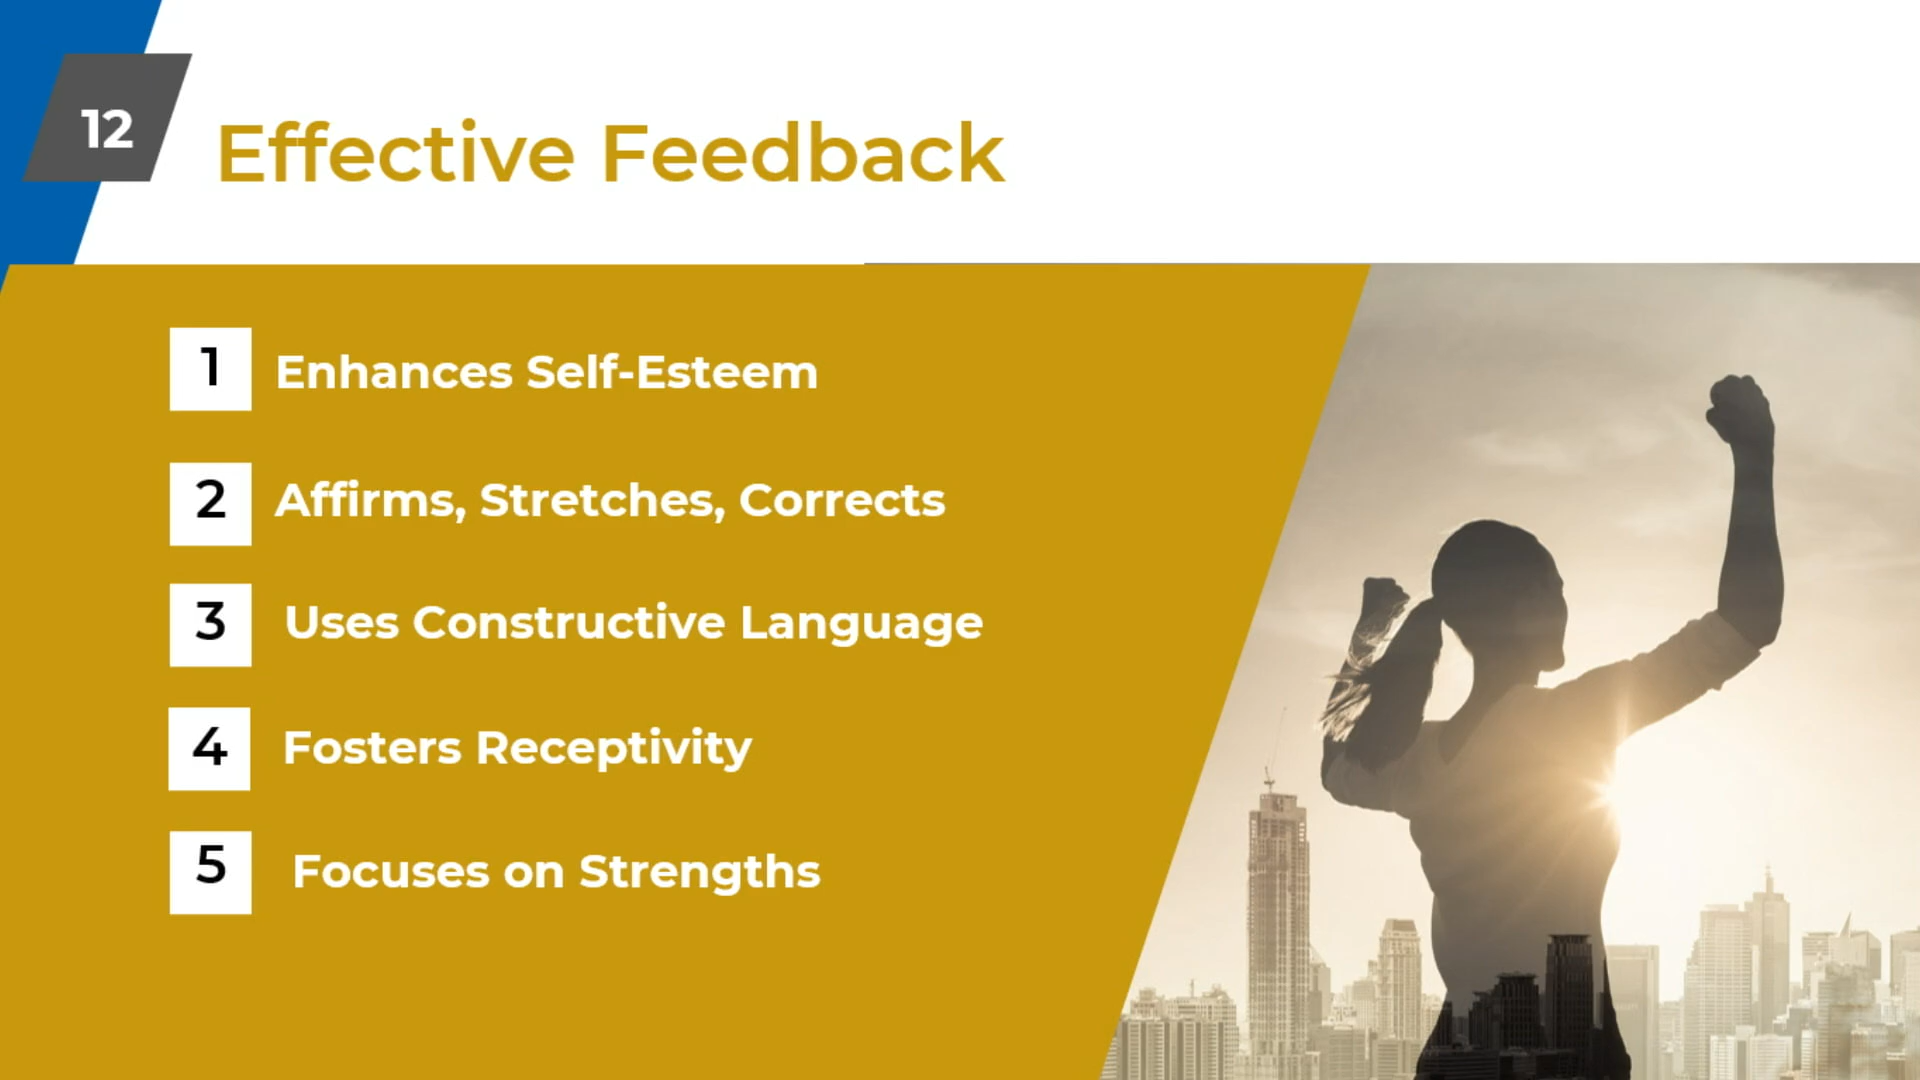 12
Effective Feedback
1 Enhances Self-Esteem
2 Affirms, Stretches, Corrects
3 Uses Constructive Language
4 Fosters Receptivity
5 Focuses on Strengths